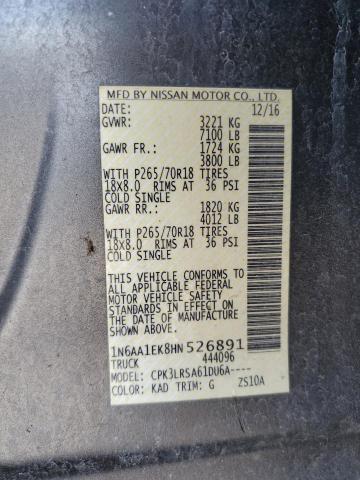 MFD BY NISSAN MOTOR CO., LTD.
DATE: 12/16
GVWR: 3221 KG
7100 LB
GAWR FR.: 1724 KG
3800 LB
WITH P265/70R18 TIRES
18X8.0 RIMS AT 36 PSI
COLD SINGLE
GAWR RR.: 1820 KG
4012 LB
WITH P265/70R18 TIRES
18X8.0 RIMS AT 36 PSI
COLD SINGLE
THIS VEHICLE CONFORMS TO
ALL APPLICABLE FEDERAL
MOTOR VEHICLE SAFETY
STANDARDS IN EFFECT ON
THE DATE OF MANUFACTURE
SHOWN ABOVE.
1N6AA1EK8HN526891
TRUCK 444096
MODEL: CPK3LRSA61DU6A----
COLOR: KAD TRIM: G ZS10A